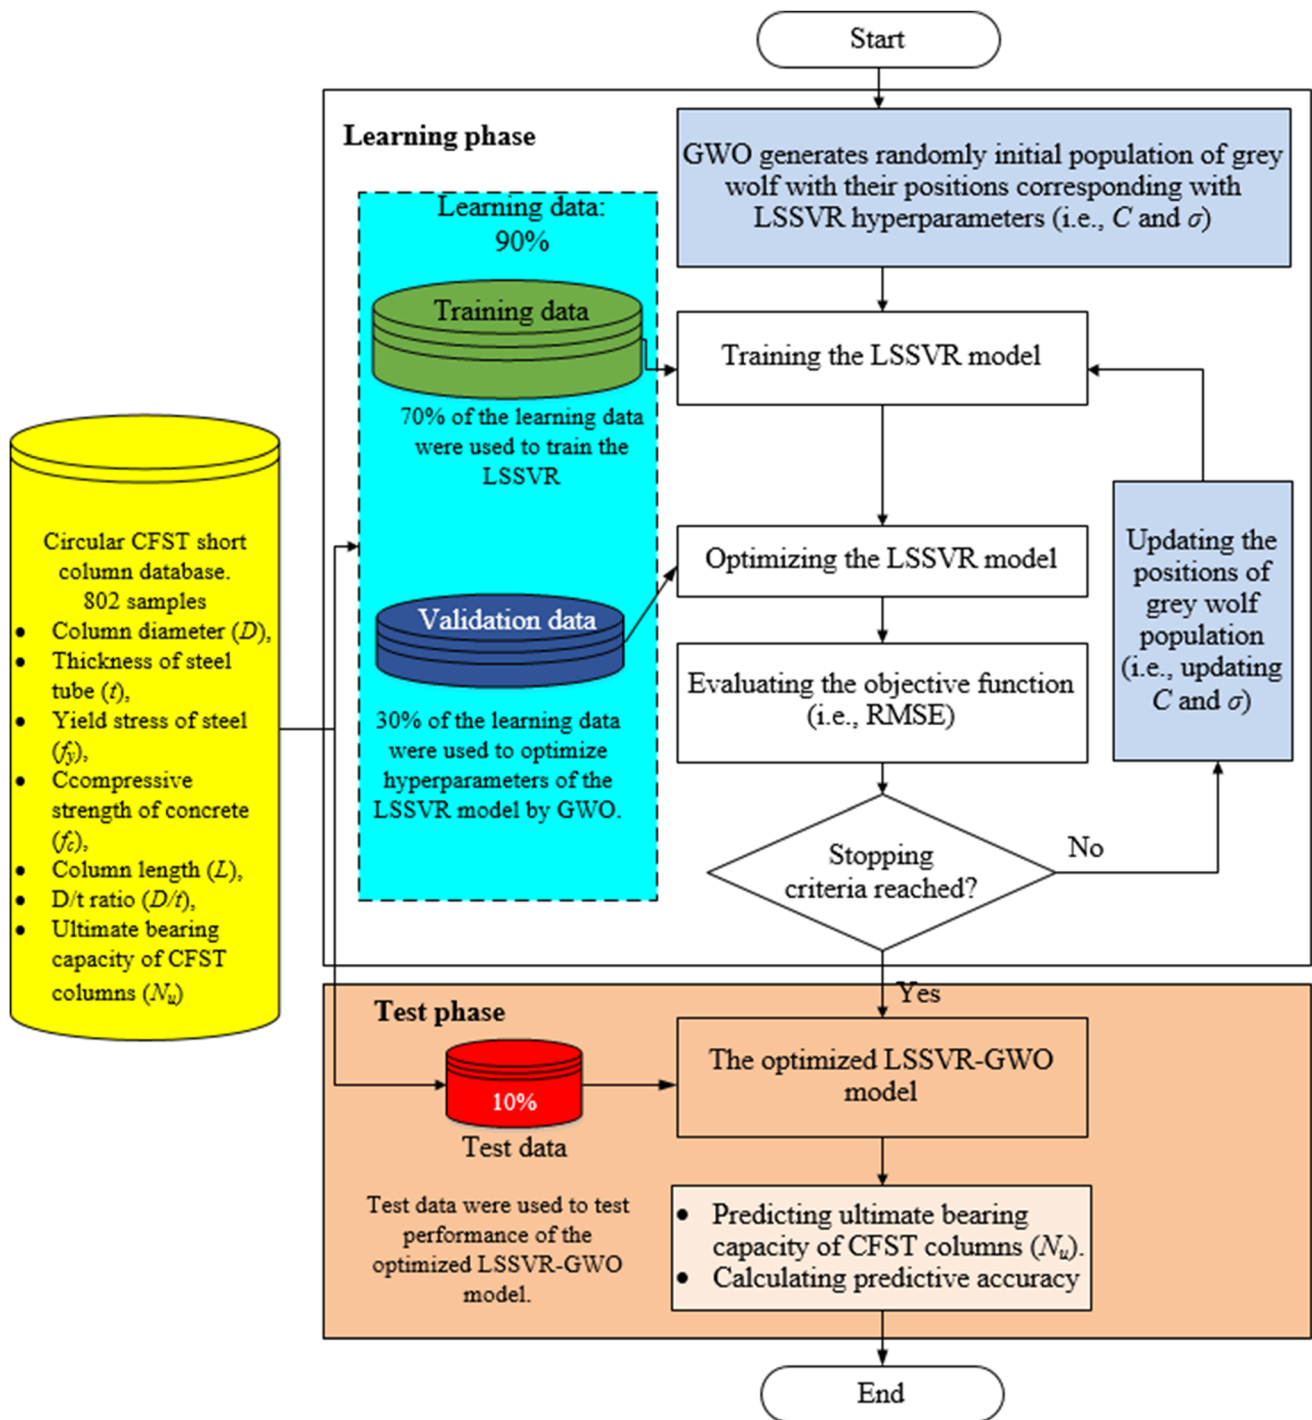 Start
Learning phase
GWO generates randomly initial population of grey
wolf with their positions corresponding with
LSSVR hyperparameters (i.e., C and σ)
Learning data:
90%
Training data
70% of the learning data
were used to train the
LSSVR
Training the LSSVR model
Circular CFST short
column database.
802 samples
• Column diameter (D),
• Thickness of steel
tube (t),
• Yield stress of steel
(fy),
• Ccompressive
strength of concrete
(fc),
• Column length (L),
• D/t ratio (D/t),
• Ultimate bearing
capacity of CFST
columns (Nu)
Validation data
30% of the learning data
were used to optimize
hyperparameters of the
LSSVR model by GWO.
Optimizing the LSSVR model
Evaluating the objective function
(i.e., RMSE)
Updating the
positions of
grey wolf
population
(i.e., updating
C and σ)
Stopping
criteria reached?
No
Yes
Test phase
10%
Test data
The optimized LSSVR-GWO
model
Test data were used to test
performance of the
optimized LSSVR-GWO
model.
• Predicting ultimate bearing
capacity of CFST columns (Nu).
• Calculating predictive accuracy
End